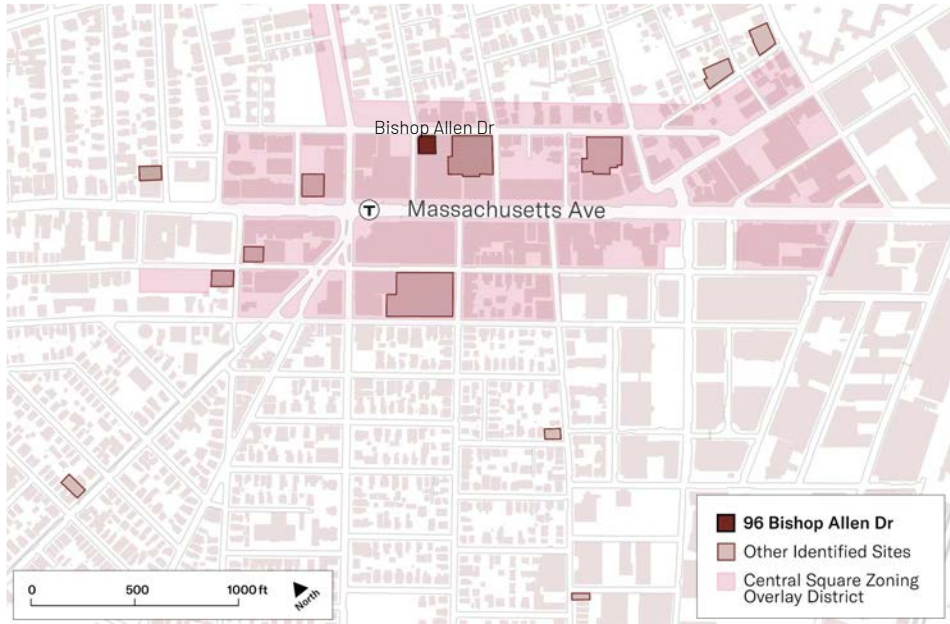 Bishop Allen Dr
T Massachusetts Ave
96 Bishop Allen Dr
Other Identified Sites
Central Square Zoning
Overlay District
0 500 1000 ft
North